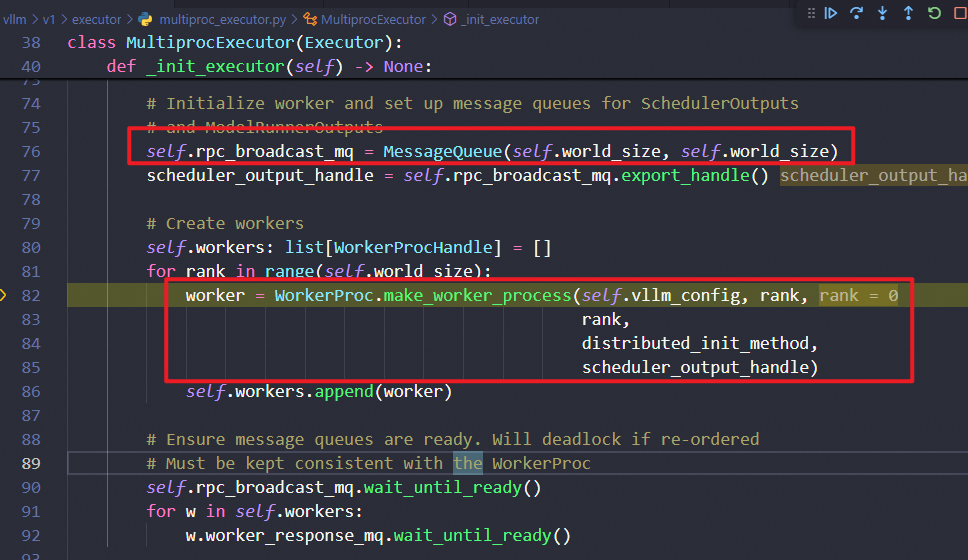 vllm > v1 > executor > multiproc_executor.py > MultiprocExecutor > _init_executor
38 class MultiprocExecutor(Executor):
40 def _init_executor(self) -> None:
74 # Initialize worker and set up message queues for SchedulerOutputs
75 # and ModelRunnerOutputs
76 self.rpc_broadcast_mq = MessageQueue(self.world_size, self.world_size)
77 scheduler_output_handle = self.rpc_broadcast_mq.export_handle() scheduler_output_ha
78
79 # Create workers
80 self.workers: list[WorkerProcHandle] = []
81 for rank in range(self.world_size):
82 worker = WorkerProc.make_worker_process(self.vllm_config, rank, rank = 0
83 rank,
84 distributed_init_method,
85 scheduler_output_handle)
86 self.workers.append(worker)
87
88 # Ensure message queues are ready. Will deadlock if re-ordered
89 # Must be kept consistent with the WorkerProc
90 self.rpc_broadcast_mq.wait_until_ready()
91 for w in self.workers:
92 w.worker_response_mq.wait_until_ready()